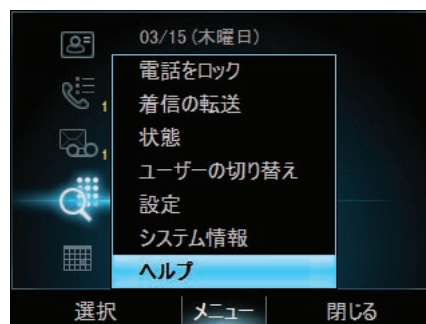 03/15 (木曜日)
電話をロック
着信の転送
1
状態
1
ユーザーの切り替え
設定
システム情報
ヘルプ
選択 メニュー 閉じる